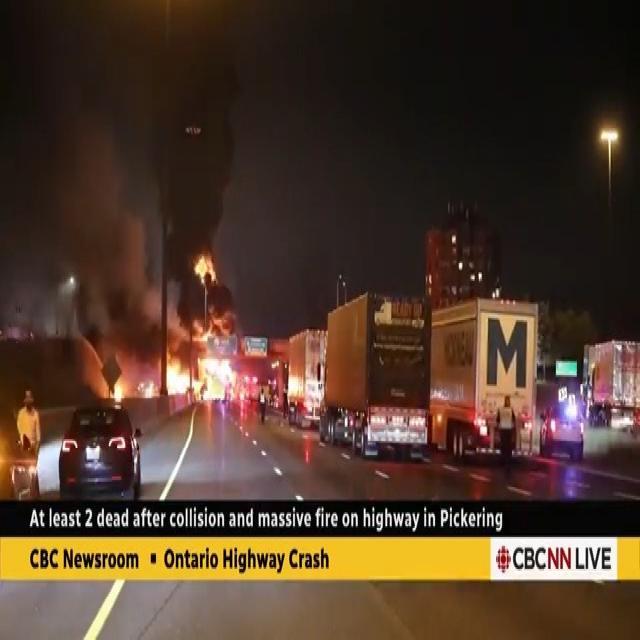 M
At least 2 dead after collision and massive fire on highway in Pickering
CBC Newsroom ▪ Ontario Highway Crash
CBCNN LIVE